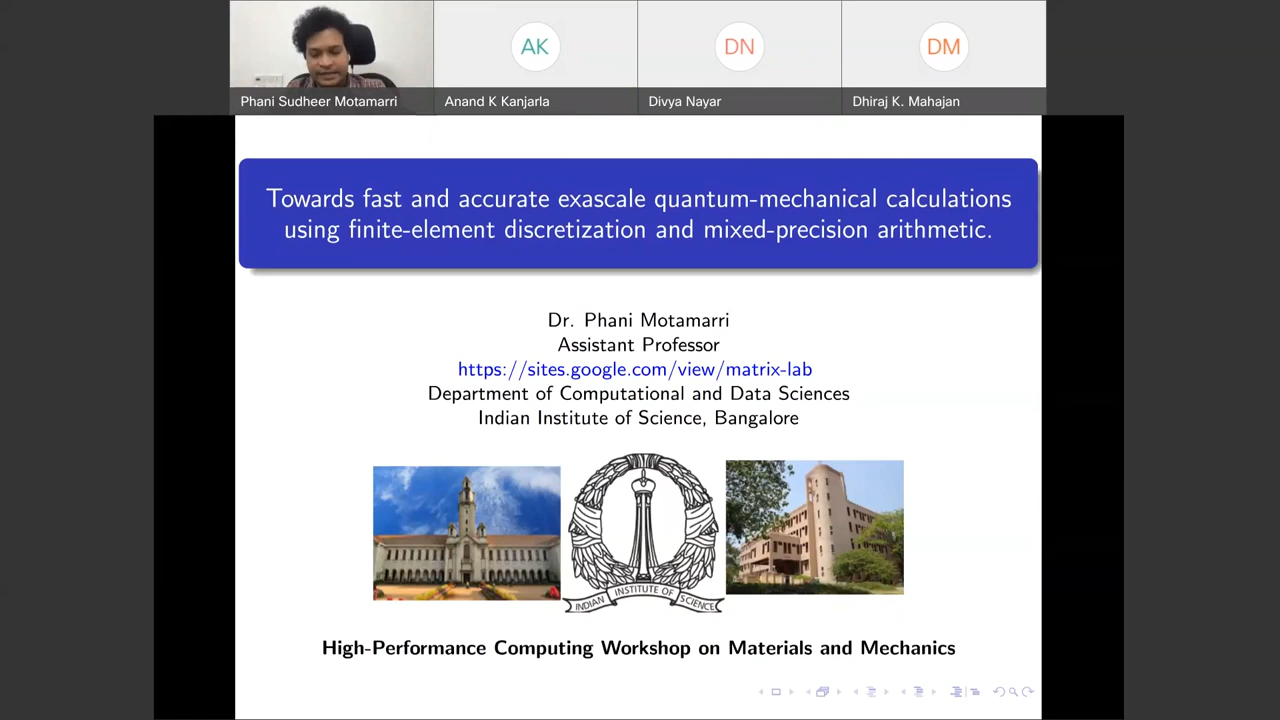 Phani Sudheer Motamarri
AK
Anand K Kanjarla
DN
Divya Nayar
DM
Dhiraj K. Mahajan
Towards fast and accurate exascale quantum-mechanical calculations
using finite-element discretization and mixed-precision arithmetic.
Dr. Phani Motamarri
Assistant Professor
https://sites.google.com/view/matrix-lab
Department of Computational and Data Sciences
Indian Institute of Science, Bangalore
INDIAN INSTITUTE OF SCIENCE
High-Performance Computing Workshop on Materials and Mechanics